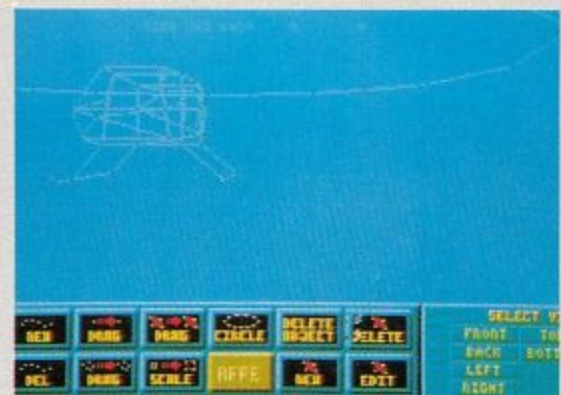 NEW DRAG DRAG CIRCLE DELETE OBJECT DELETE
DEL DRAG SCALE NEW EDIT
SELECT
FRONT
BACK
LEFT
RIGHT